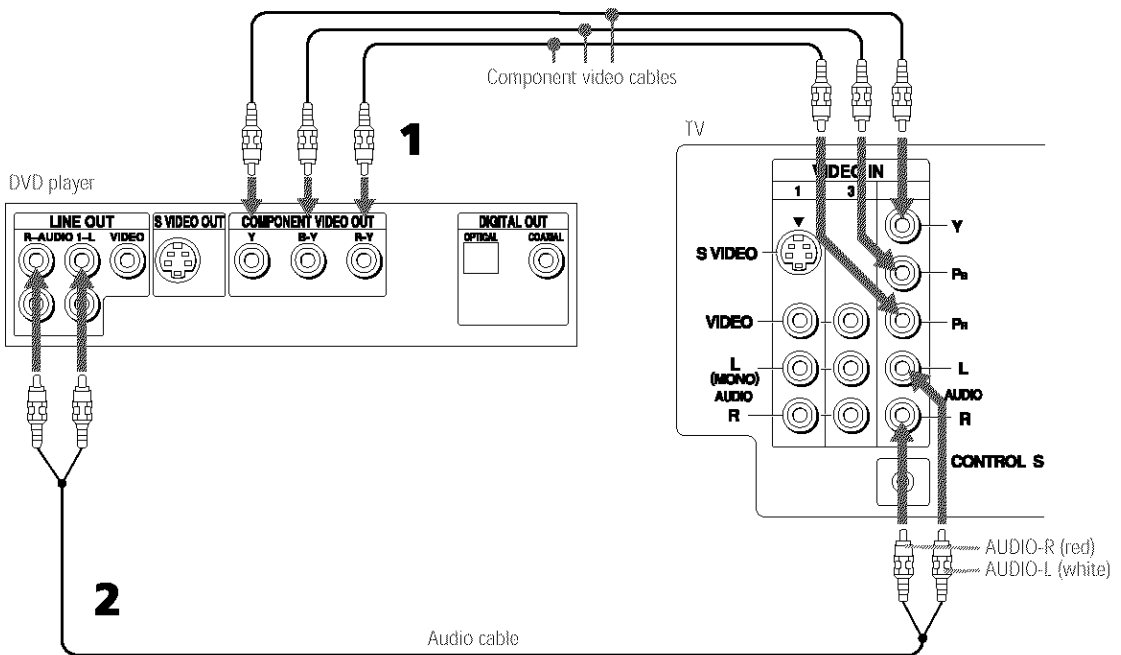 Component video cables
1
TV
DVD player
VIDEO IN
1 3
LINE OUT
R–AUDIO 1–L VIDEO
S VIDEO OUT
COMPONENT VIDEO OUT
Y B-Y R-Y
DIGITAL OUT
OPTICAL COAXIAL
S VIDEO
Y
PB
VIDEO
PR
L
(MONO)
AUDIO
R
L
AUDIO
R
CONTROL S
AUDIO-R (red)
AUDIO-L (white)
2
Audio cable